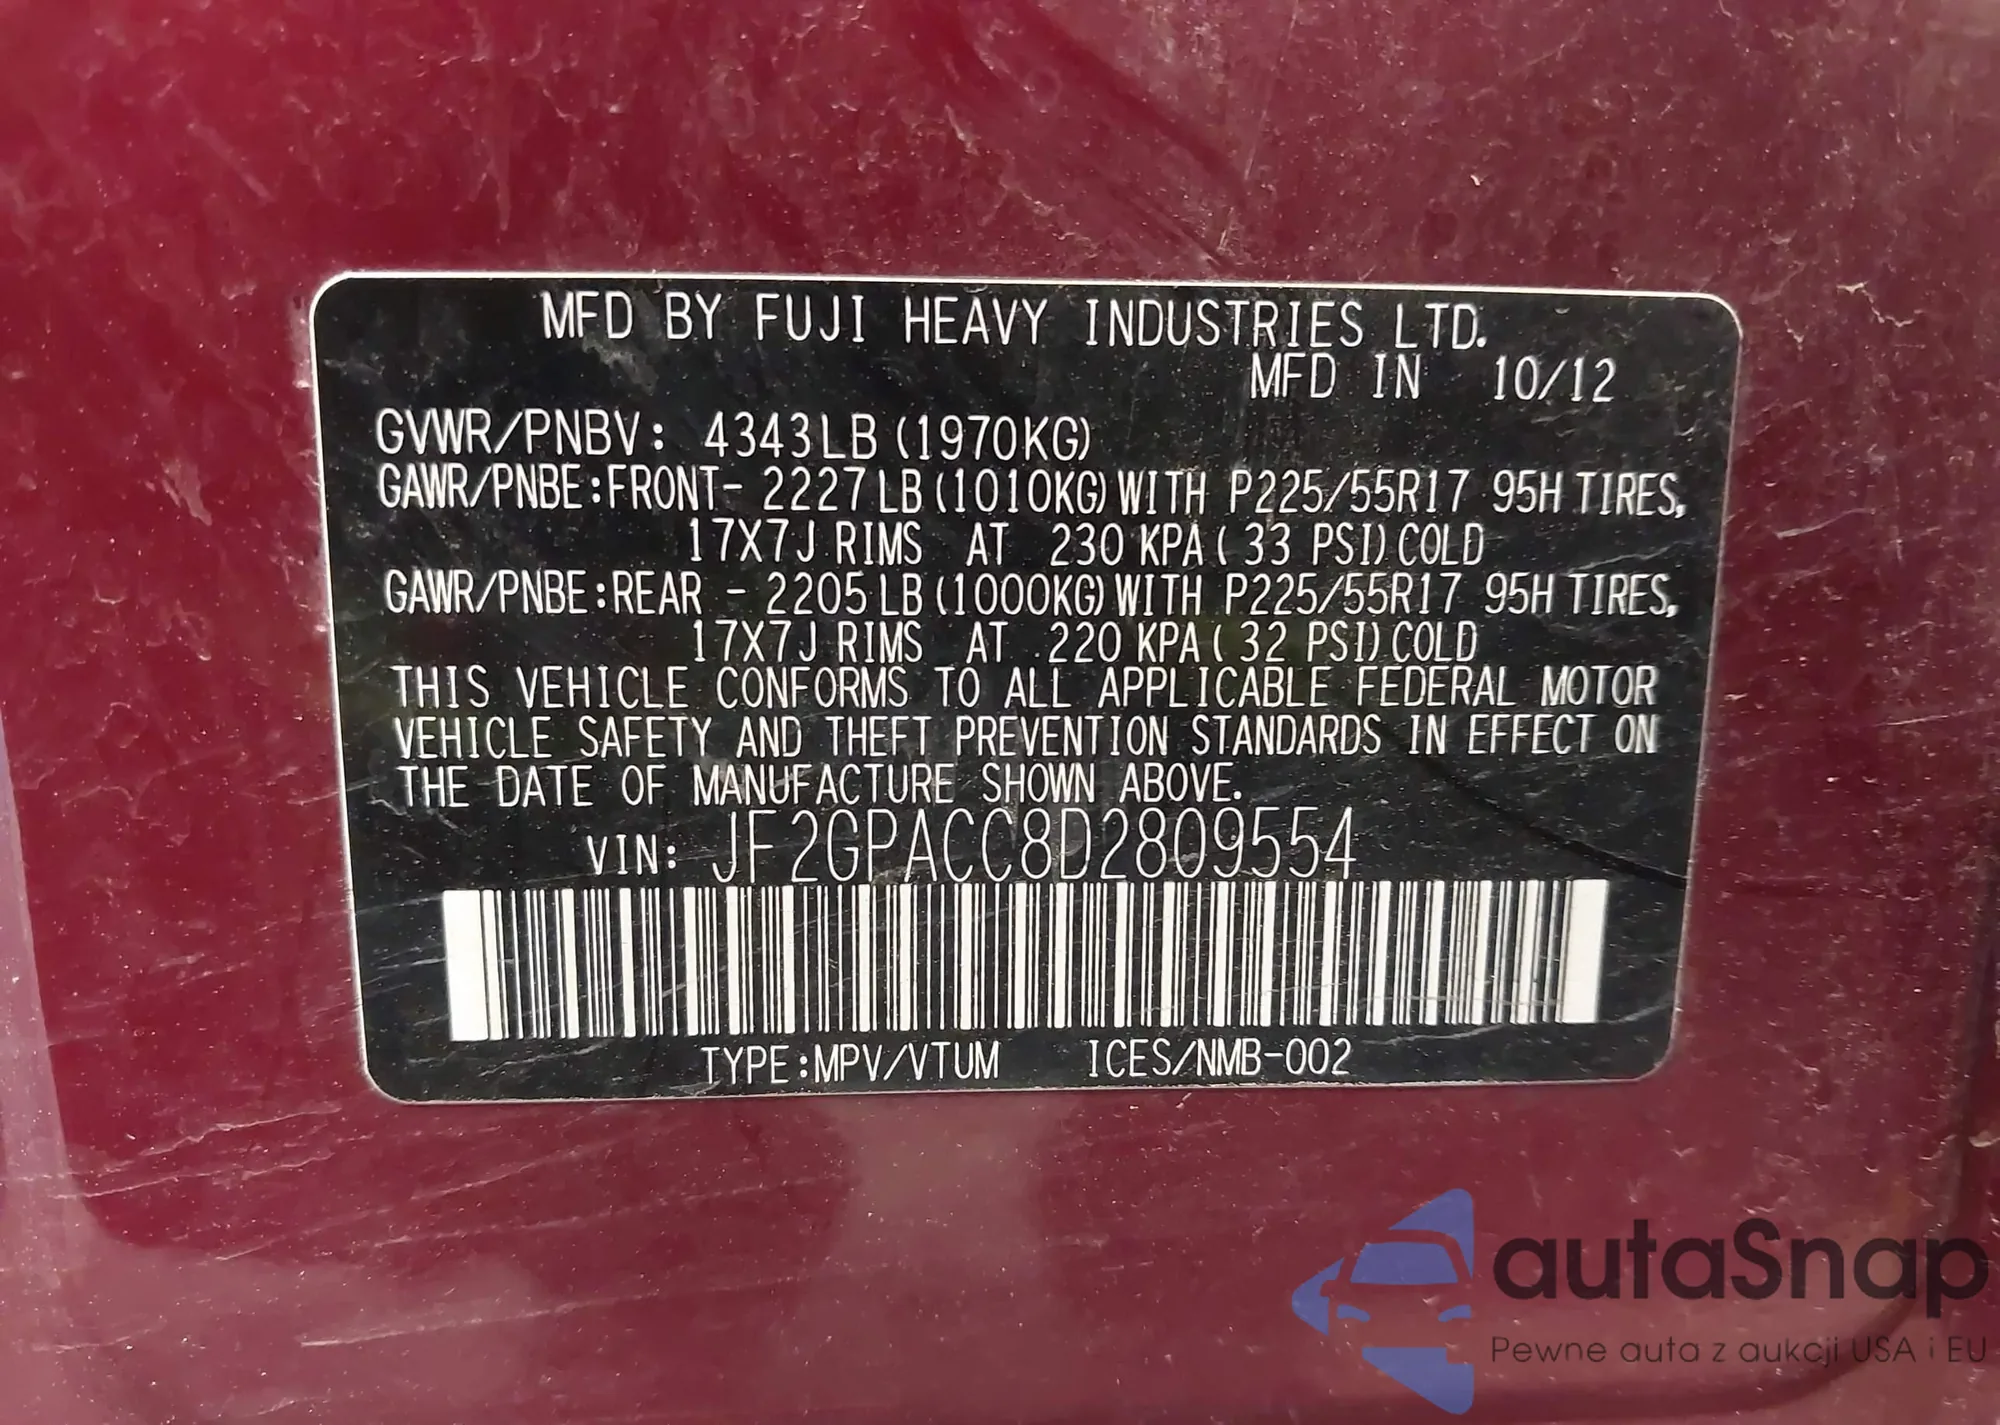 MFD BY FUJI HEAVY INDUSTRIES LTD.
MFD IN 10/12
GVWR/PNBV: 4343LB (1970KG)
GAWR/PNBE:FRONT- 2227LB (1010KG) WITH P225/55R17 95H TIRES,
17X7J RIMS AT 230 KPA ( 33 PSI) COLD
GAWR/PNBE:REAR - 2205LB (1000KG) WITH P225/55R17 95H TIRES,
17X7J RIMS AT 220 KPA ( 32 PSI) COLD
THIS VEHICLE CONFORMS TO ALL APPLICABLE FEDERAL MOTOR
VEHICLE SAFETY AND THEFT PREVENTION STANDARDS IN EFFECT ON
THE DATE OF MANUFACTURE SHOWN ABOVE.
VIN: JF2GPACC8D2809554
TYPE:MPV/VTUM ICES/NMB-002
autaSnap
Pewne auta z aukcji USA i EU